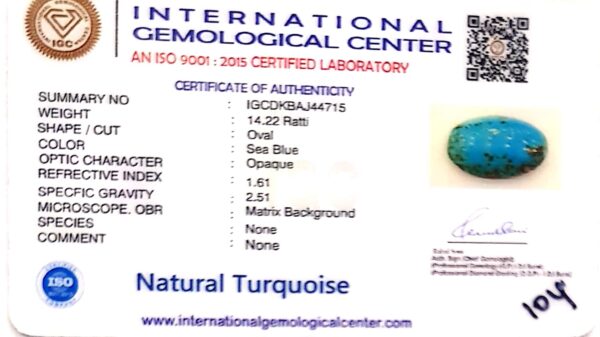 INTERNATIONAL
GEMOLOGICAL CENTER
IGC
AN ISO 9001 : 2015 CERTIFIED LABORATORY
CERTIFICATE OF AUTHENTICITY
SUMMARY NO : IGCDKBAJ44715
WEIGHT : 14.22 Ratti
SHAPE / CUT : Oval
COLOR : Sea Blue
OPTIC CHARACTER : Opaque
REFRECTIVE INDEX : 1.61
SPECFIC GRAVITY : 2.51
MICROSCOPE. OBR : Matrix Background
SPECIES : None
COMMENT : None
ISO
Natural Turquoise
104
www.internationalgemologicalcenter.com